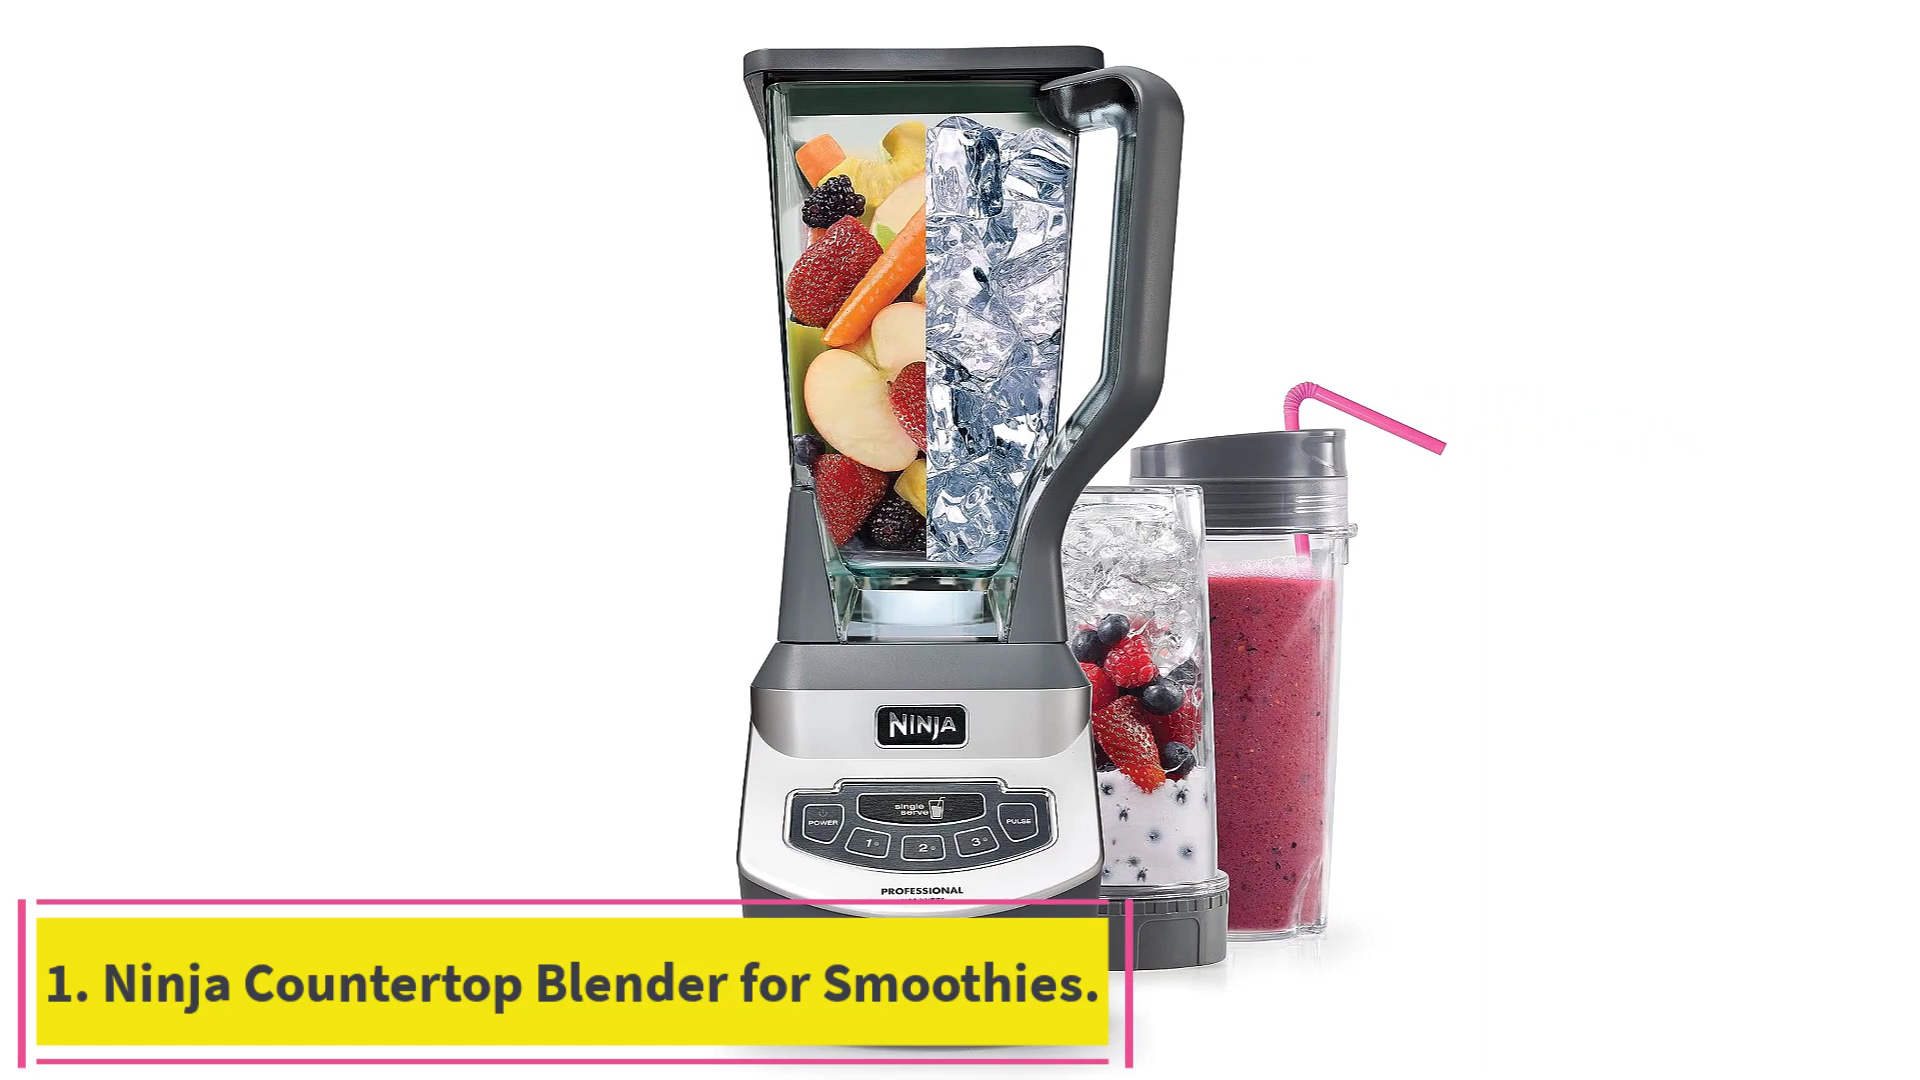 NINJA
single
serve
POWER
PULSE
1
2
3
PROFESSIONAL
1. Ninja Countertop Blender for Smoothies.